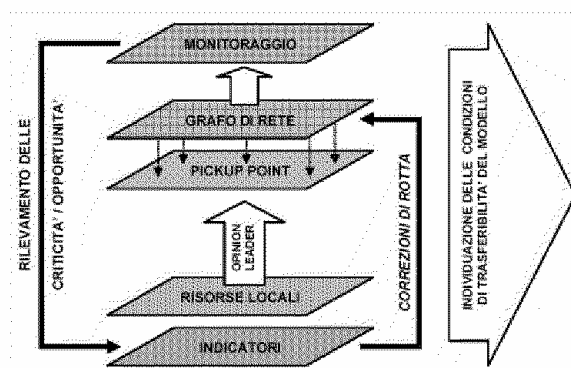 MONITORAGGIO
GRAFO DI RETE
PICKUP POINT
OPINION
LEADER
RISORSE LOCALI
INDICATORI
RILEVAMENTO DELLE
CRITICITA' / OPPORTUNITA'
CORREZIONI DI ROTTA
INDIVIDUAZIONE DELLE CONDIZIONI
DI TRASFERIBILITA' DEL MODELLO